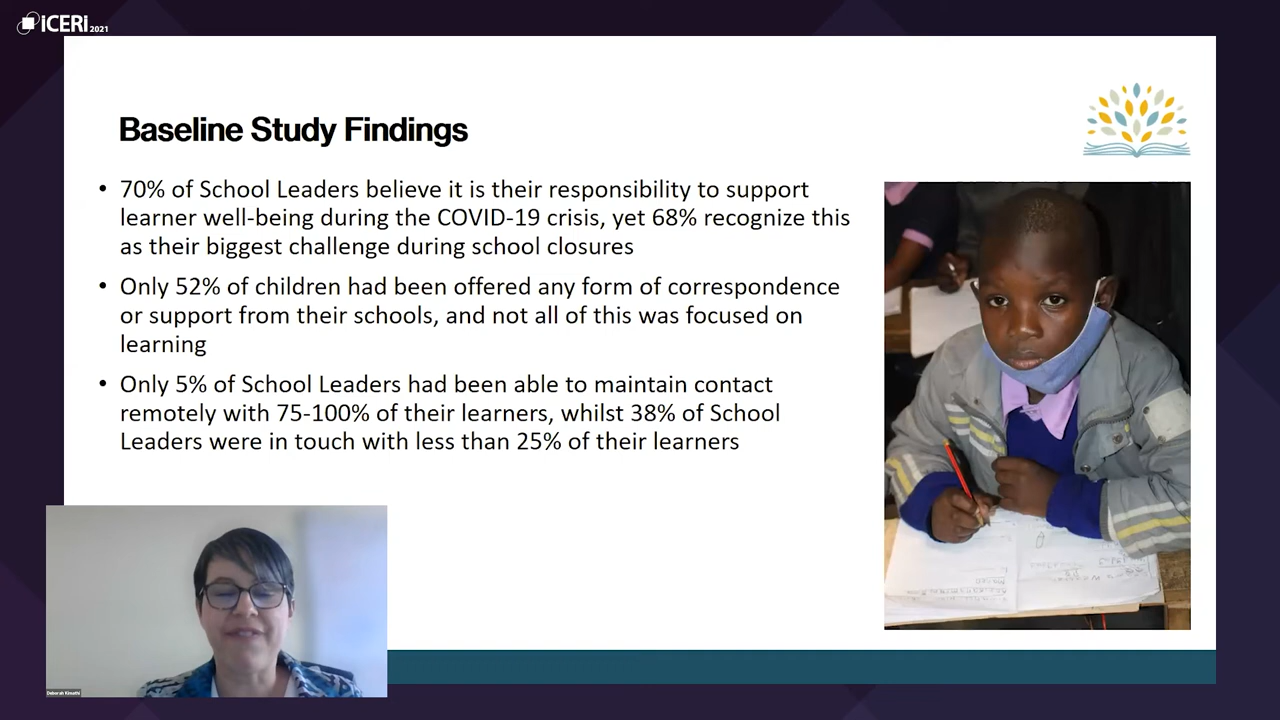 iCERi 2021
Baseline Study Findings
• 70% of School Leaders believe it is their responsibility to support
learner well-being during the COVID-19 crisis, yet 68% recognize this
as their biggest challenge during school closures
• Only 52% of children had been offered any form of correspondence
or support from their schools, and not all of this was focused on
learning
• Only 5% of School Leaders had been able to maintain contact
remotely with 75-100% of their learners, whilst 38% of School
Leaders were in touch with less than 25% of their learners
Deborah Kimathi